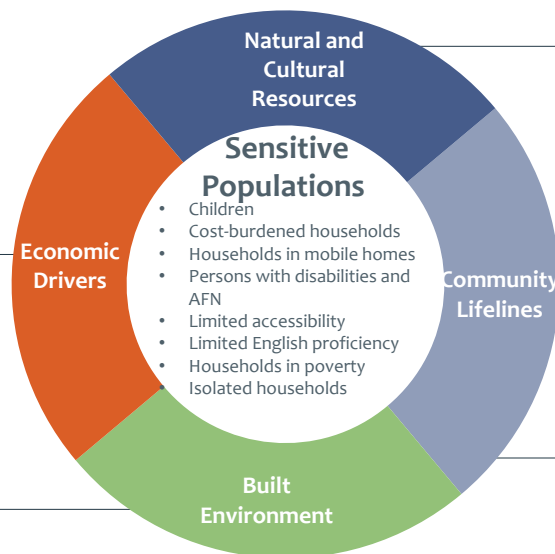 Natural and
Cultural
Resources
Sensitive
Populations
• Children
• Cost-burdened households
• Households in mobile homes
• Persons with disabilities and
AFN
• Limited accessibility
• Limited English proficiency
• Households in poverty
• Isolated households
Economic
Drivers
Community
Lifelines
Built
Environment